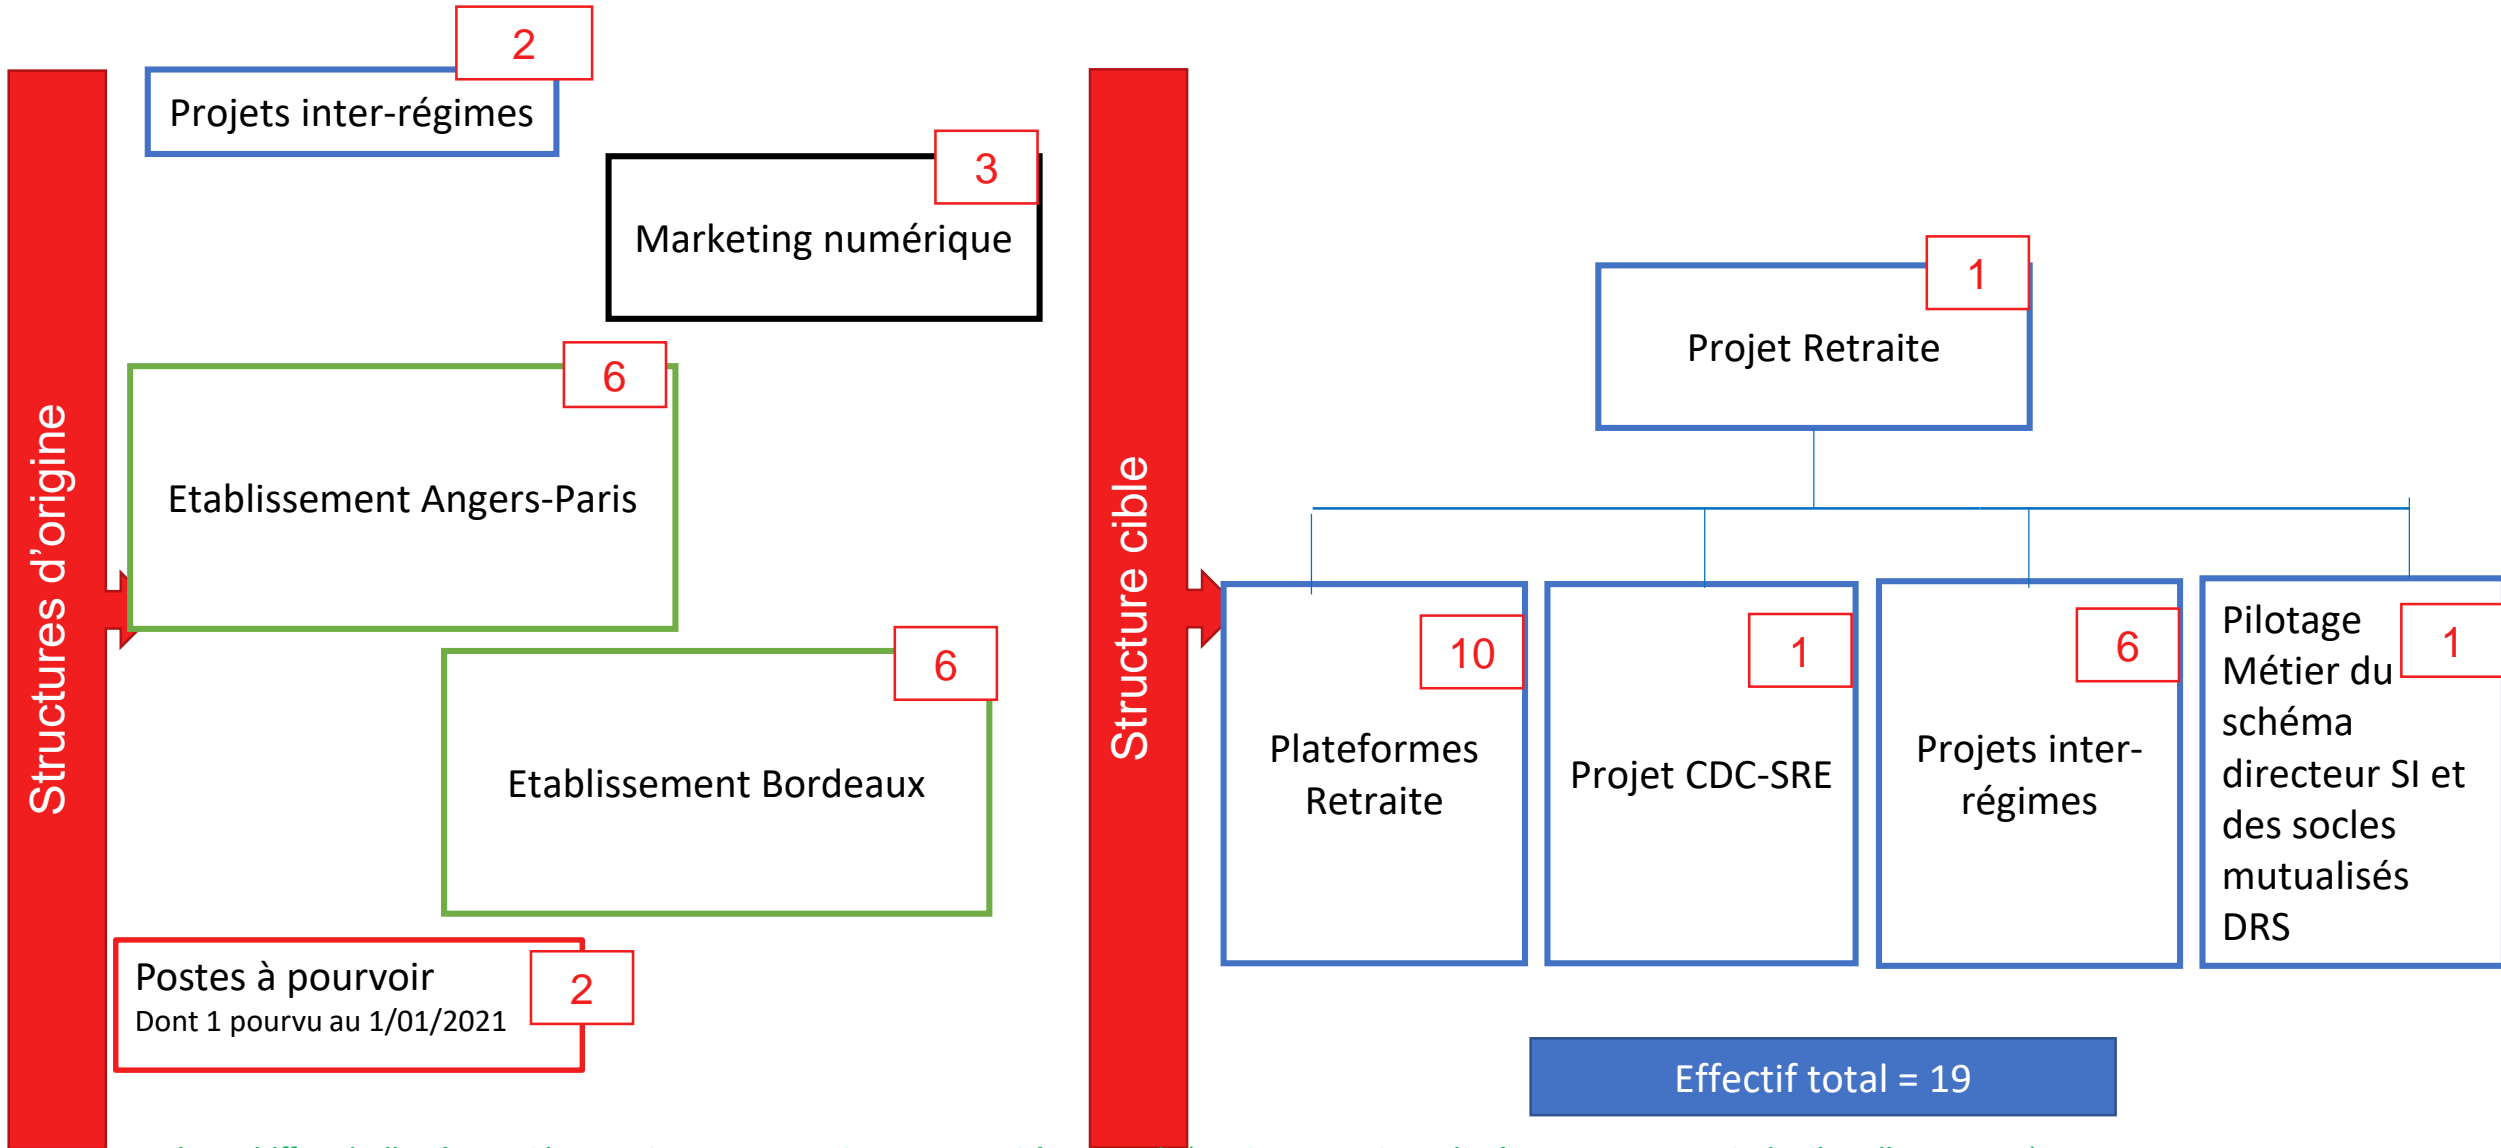 Structures d'origine
2
Projets inter-régimes
3
Marketing numérique
6
Etablissement Angers-Paris
6
Etablissement Bordeaux
Postes à pourvoir
Dont 1 pourvu au 1/01/2021
2
Structure cible
1
Projet Retraite
10
Plateformes
Retraite
1
Projet CDC-SRE
6
Projets inter-
régimes
Pilotage
Métier du
schéma
directeur SI et
des socles
mutualisés
DRS
1
Effectif total = 19